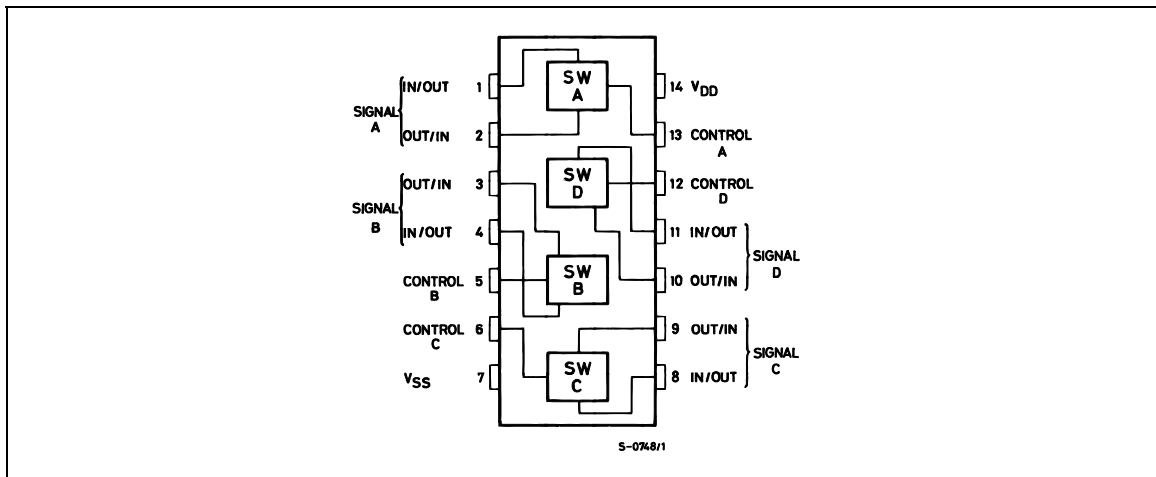 SW
A
IN/OUT 1
14 VDD
SIGNAL
A
OUT/IN 2
13 CONTROL
A
SW
D
OUT/IN 3
12 CONTROL
D
SIGNAL
B
IN/OUT 4
11 IN/OUT
SIGNAL
D
SW
B
CONTROL 5
B
10 OUT/IN
CONTROL 6
C
9 OUT/IN
SIGNAL
C
SW
C
VSS 7
8 IN/OUT
S-0748/1